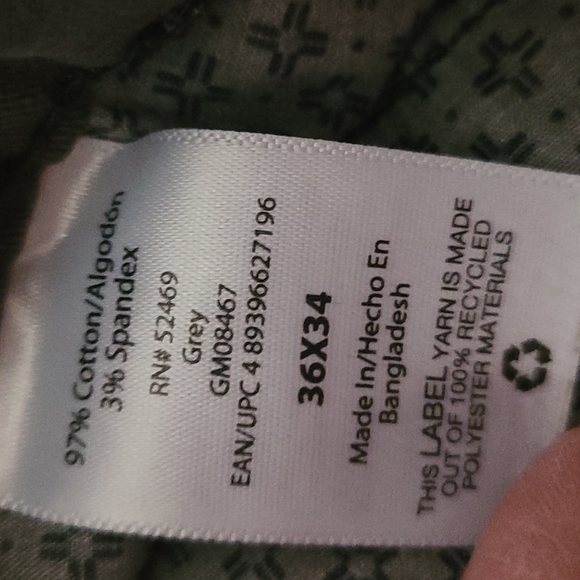 97% Cotton/Algodón
3% Spandex
RN# 52469
Grey
GM08467
EAN/UPC 4 89396627196
36X34
Made In/Hecho En
Bangladesh
THIS LABEL YARN IS MADE
OUT OF 100% RECYCLED
POLYESTER MATERIALS